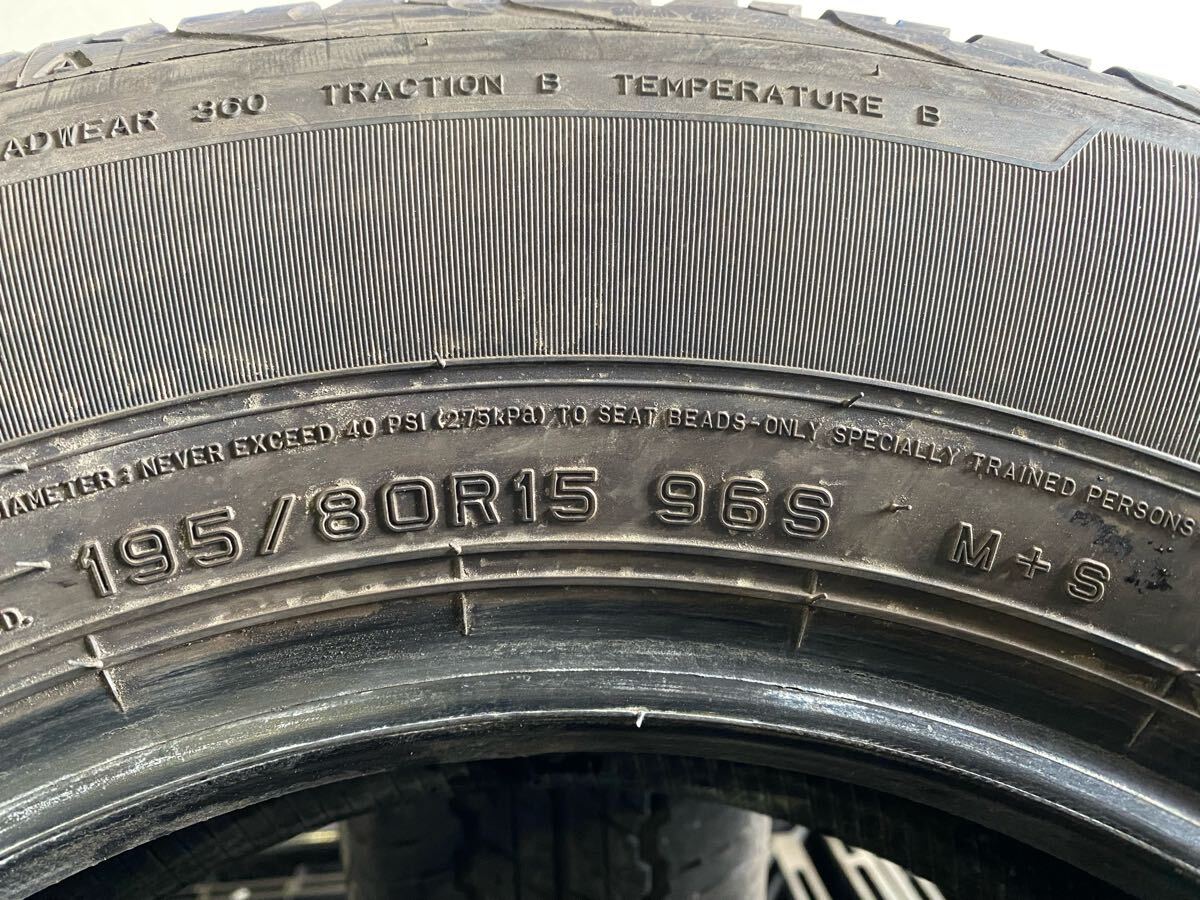 ADWEAR 360 TRACTION B TEMPERATURE B
IAMETER: NEVER EXCEED 40 PSI (275kPa) TO SEAT BEADS-ONLY SPECIALLY TRAINED PERSONS
195/80R15 96S M+S
D.